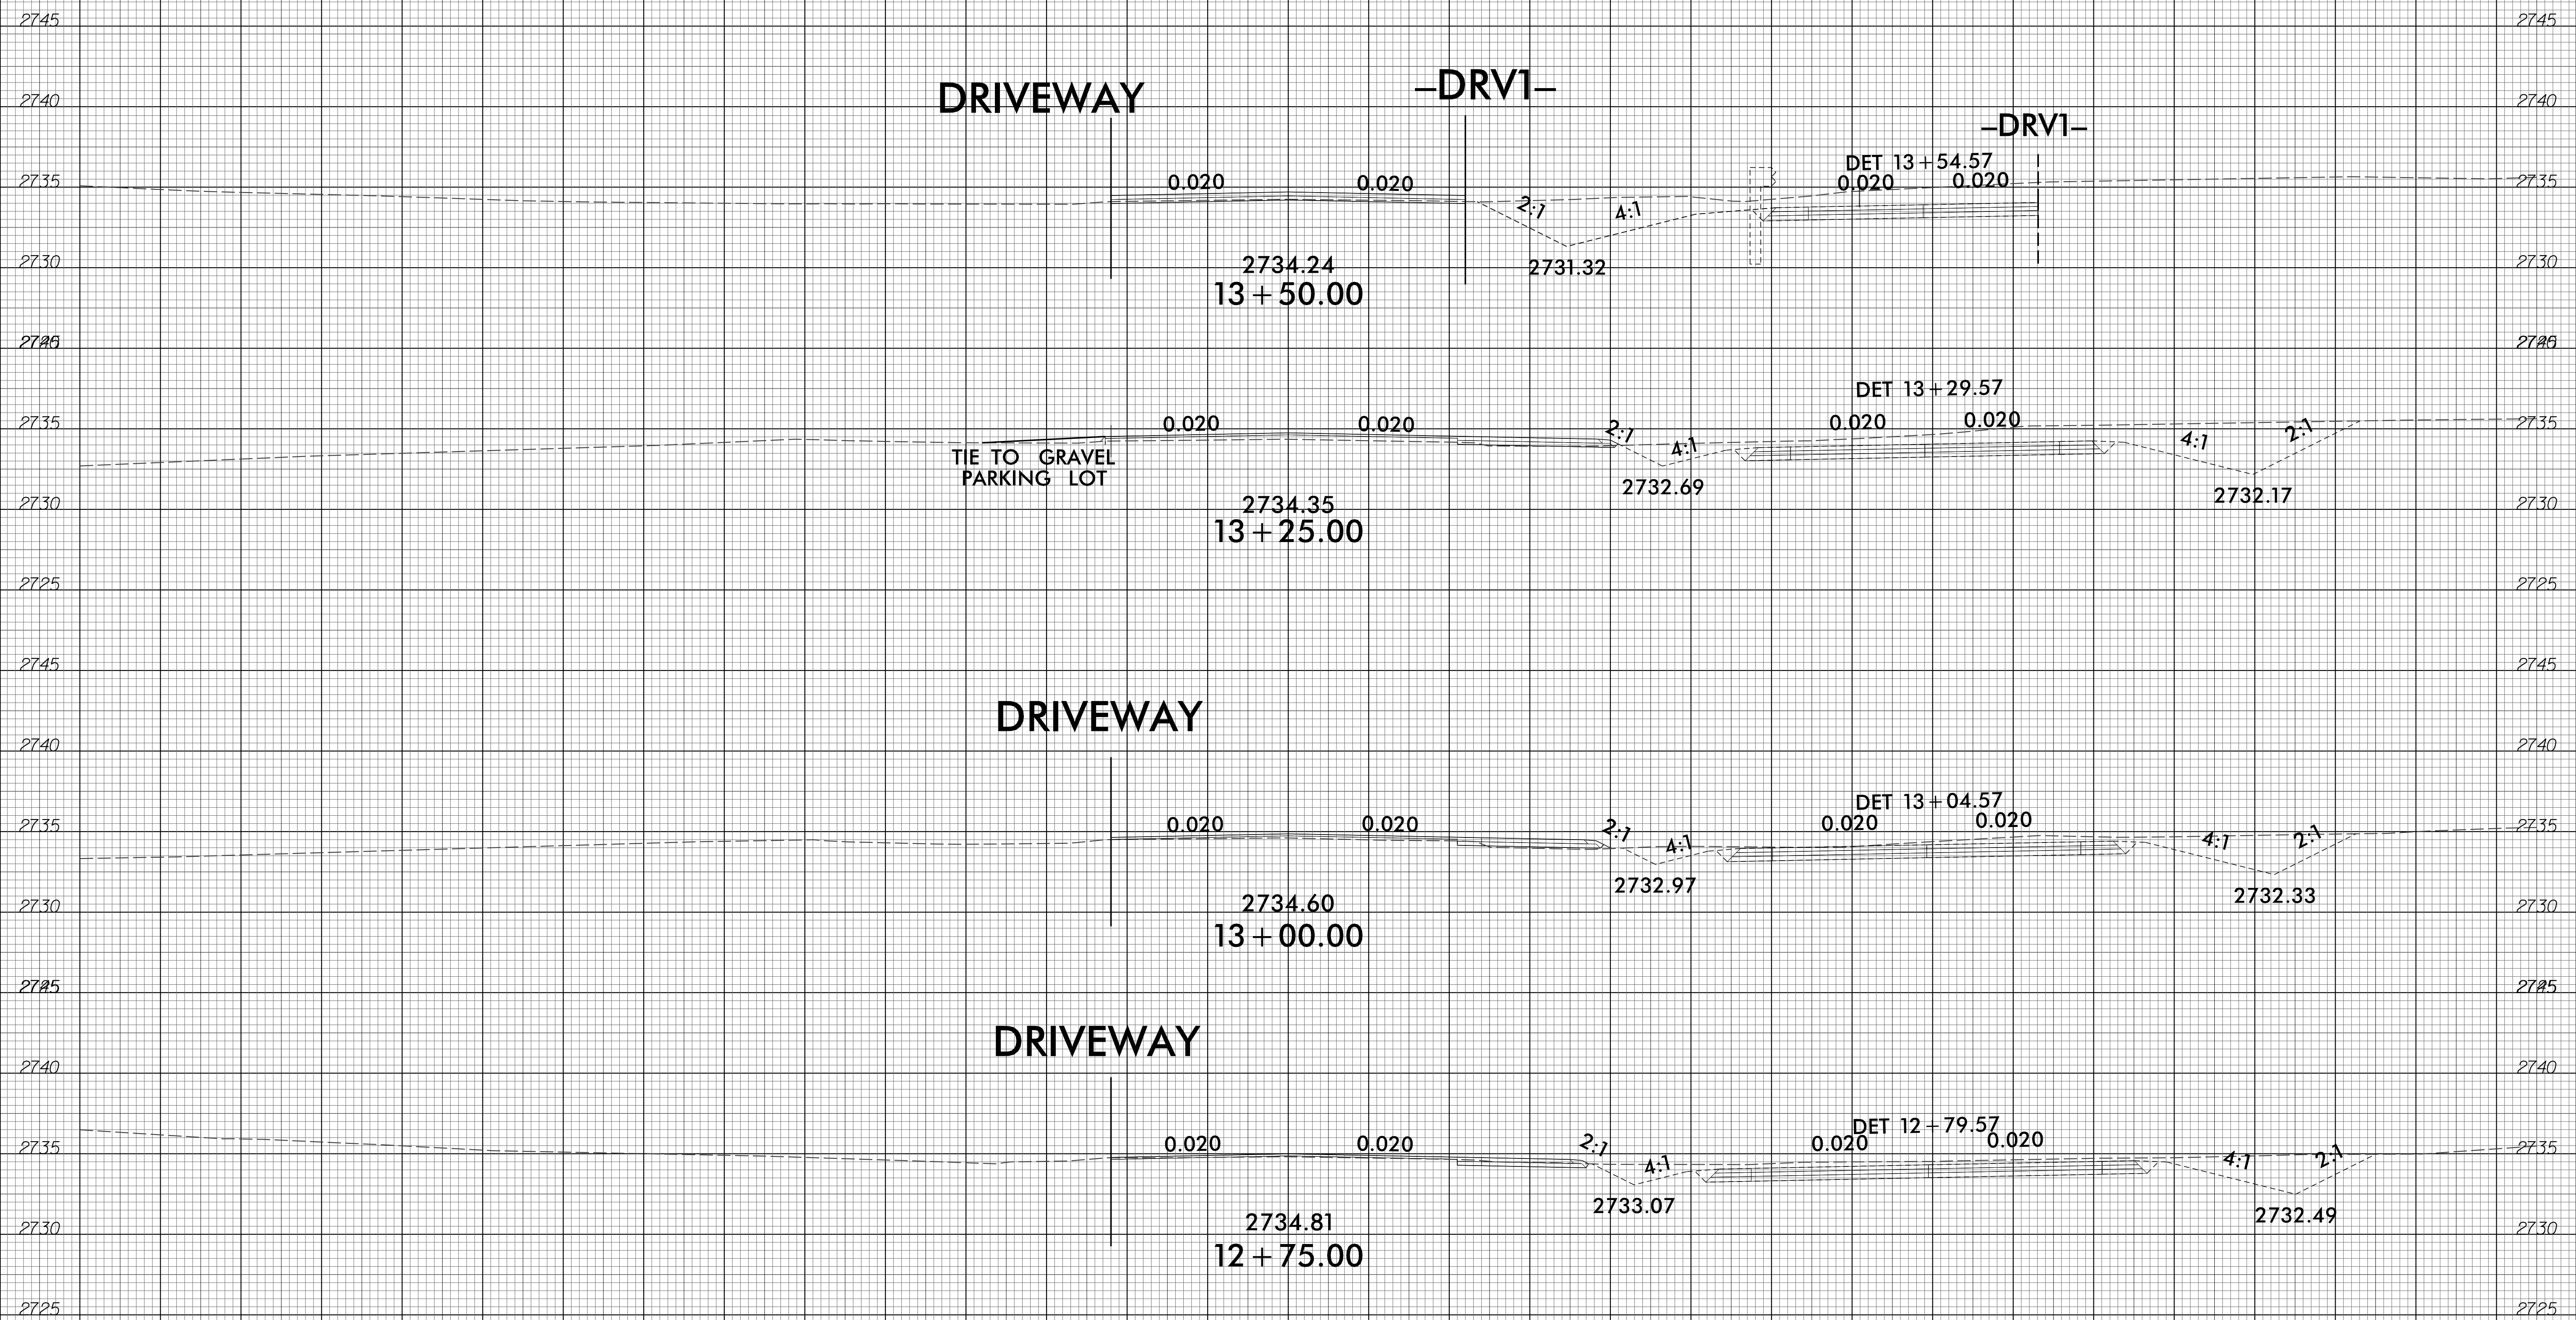 2745 2745
DRIVEWAY –DRV1–
2740 2740
–DRV1–
DET 13+54.57
2735 0.020 0.020 0.020 0.020 2735
2:1 4:1
2730 2734.24 2731.32 2730
13+50.00
DET 13+29.57
2735 0.020 0.020 0.020 0.020 2735
2:1 4:1 4:1 2:1
TIE TO GRAVEL
PARKING LOT
2732.69 2732.17
2730 2734.35 2730
13+25.00
2725 2725
2745 2745
DRIVEWAY
2740 2740
DET 13+04.57
2735 0.020 0.020 0.020 0.020 2735
2:1 4:1 4:1 2:1
2732.97 2732.33
2730 2734.60 2730
13+00.00
DRIVEWAY
2740 2740
DET 12+79.57
2735 0.020 0.020 0.020 0.020 2735
2:1 4:1 4:1 2:1
2733.07 2732.49
2730 2734.81 2730
12+75.00
2725 2725